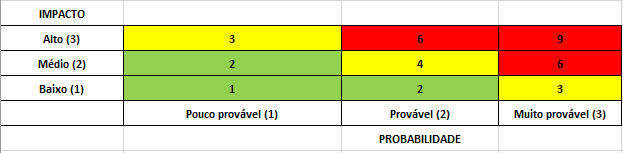 IMPACTO
Alto (3) 3 6 9
Médio (2) 2 4 6
Baixo (1) 1 2 3
Pouco provável (1) Provável (2) Muito provável (3)
PROBABILIDADE